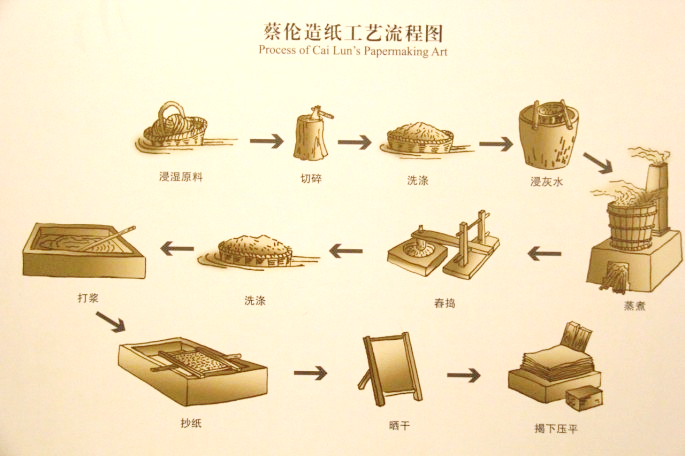 蔡伦造纸工艺流程图
Process of Cai Lun's Papermaking Art
浸湿原料
切碎
洗涤
浸灰水
蒸煮
舂捣
洗涤
打浆
抄纸
晒干
揭下压平